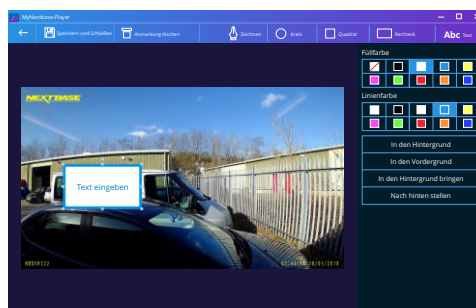 MyNextbase-Player
Speichern und Schließen
Anmerkung löschen
Zeichnen
Kreis
Quadrat
Rechteck
Abc Text
Füllfarbe
Linienfarbe
In den Hintergrund
In den Vordergrund
In den Hintergrund bringen
Nach hinten stellen
NEXTBASE
Text eingeben